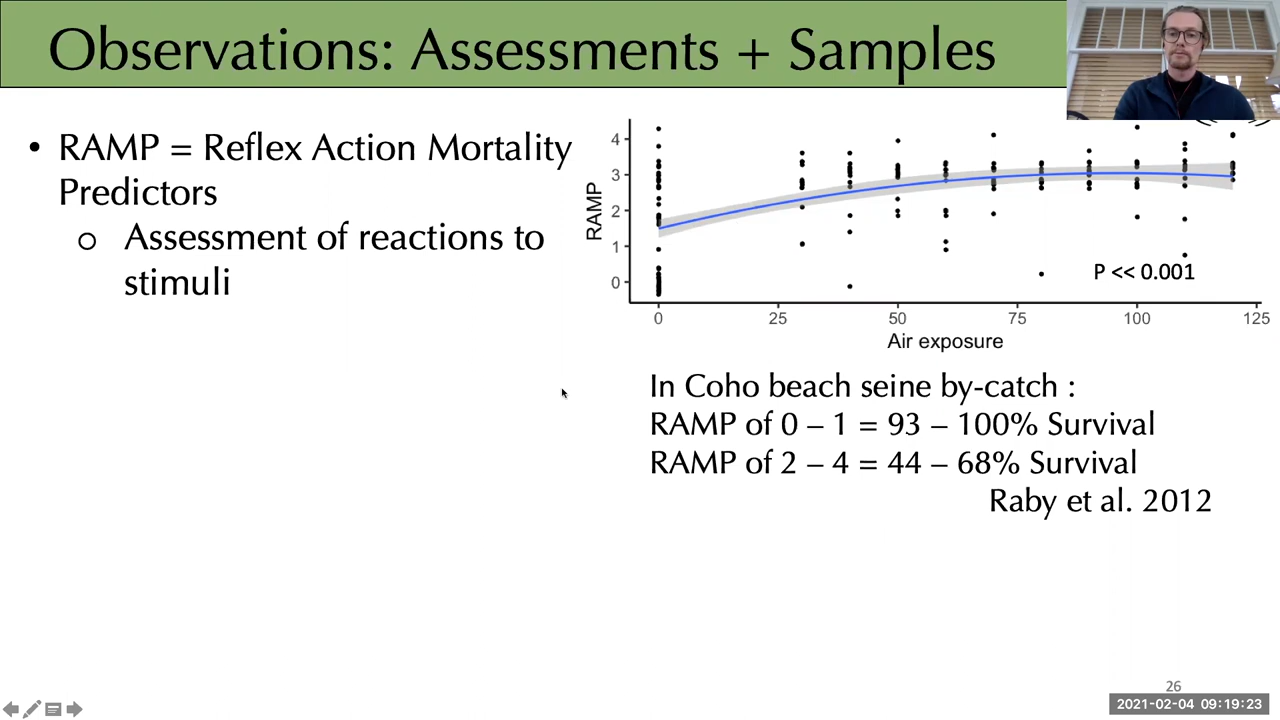 Observations: Assessments + Samples
• RAMP = Reflex Action Mortality
Predictors
o Assessment of reactions to
stimuli
RAMP
4
3
2
1
0
P << 0.001
0 25 50 75 100 125
Air exposure
In Coho beach seine by-catch :
RAMP of 0 – 1 = 93 – 100% Survival
RAMP of 2 – 4 = 44 – 68% Survival
Raby et al. 2012
26
2021-02-04 09:19:23